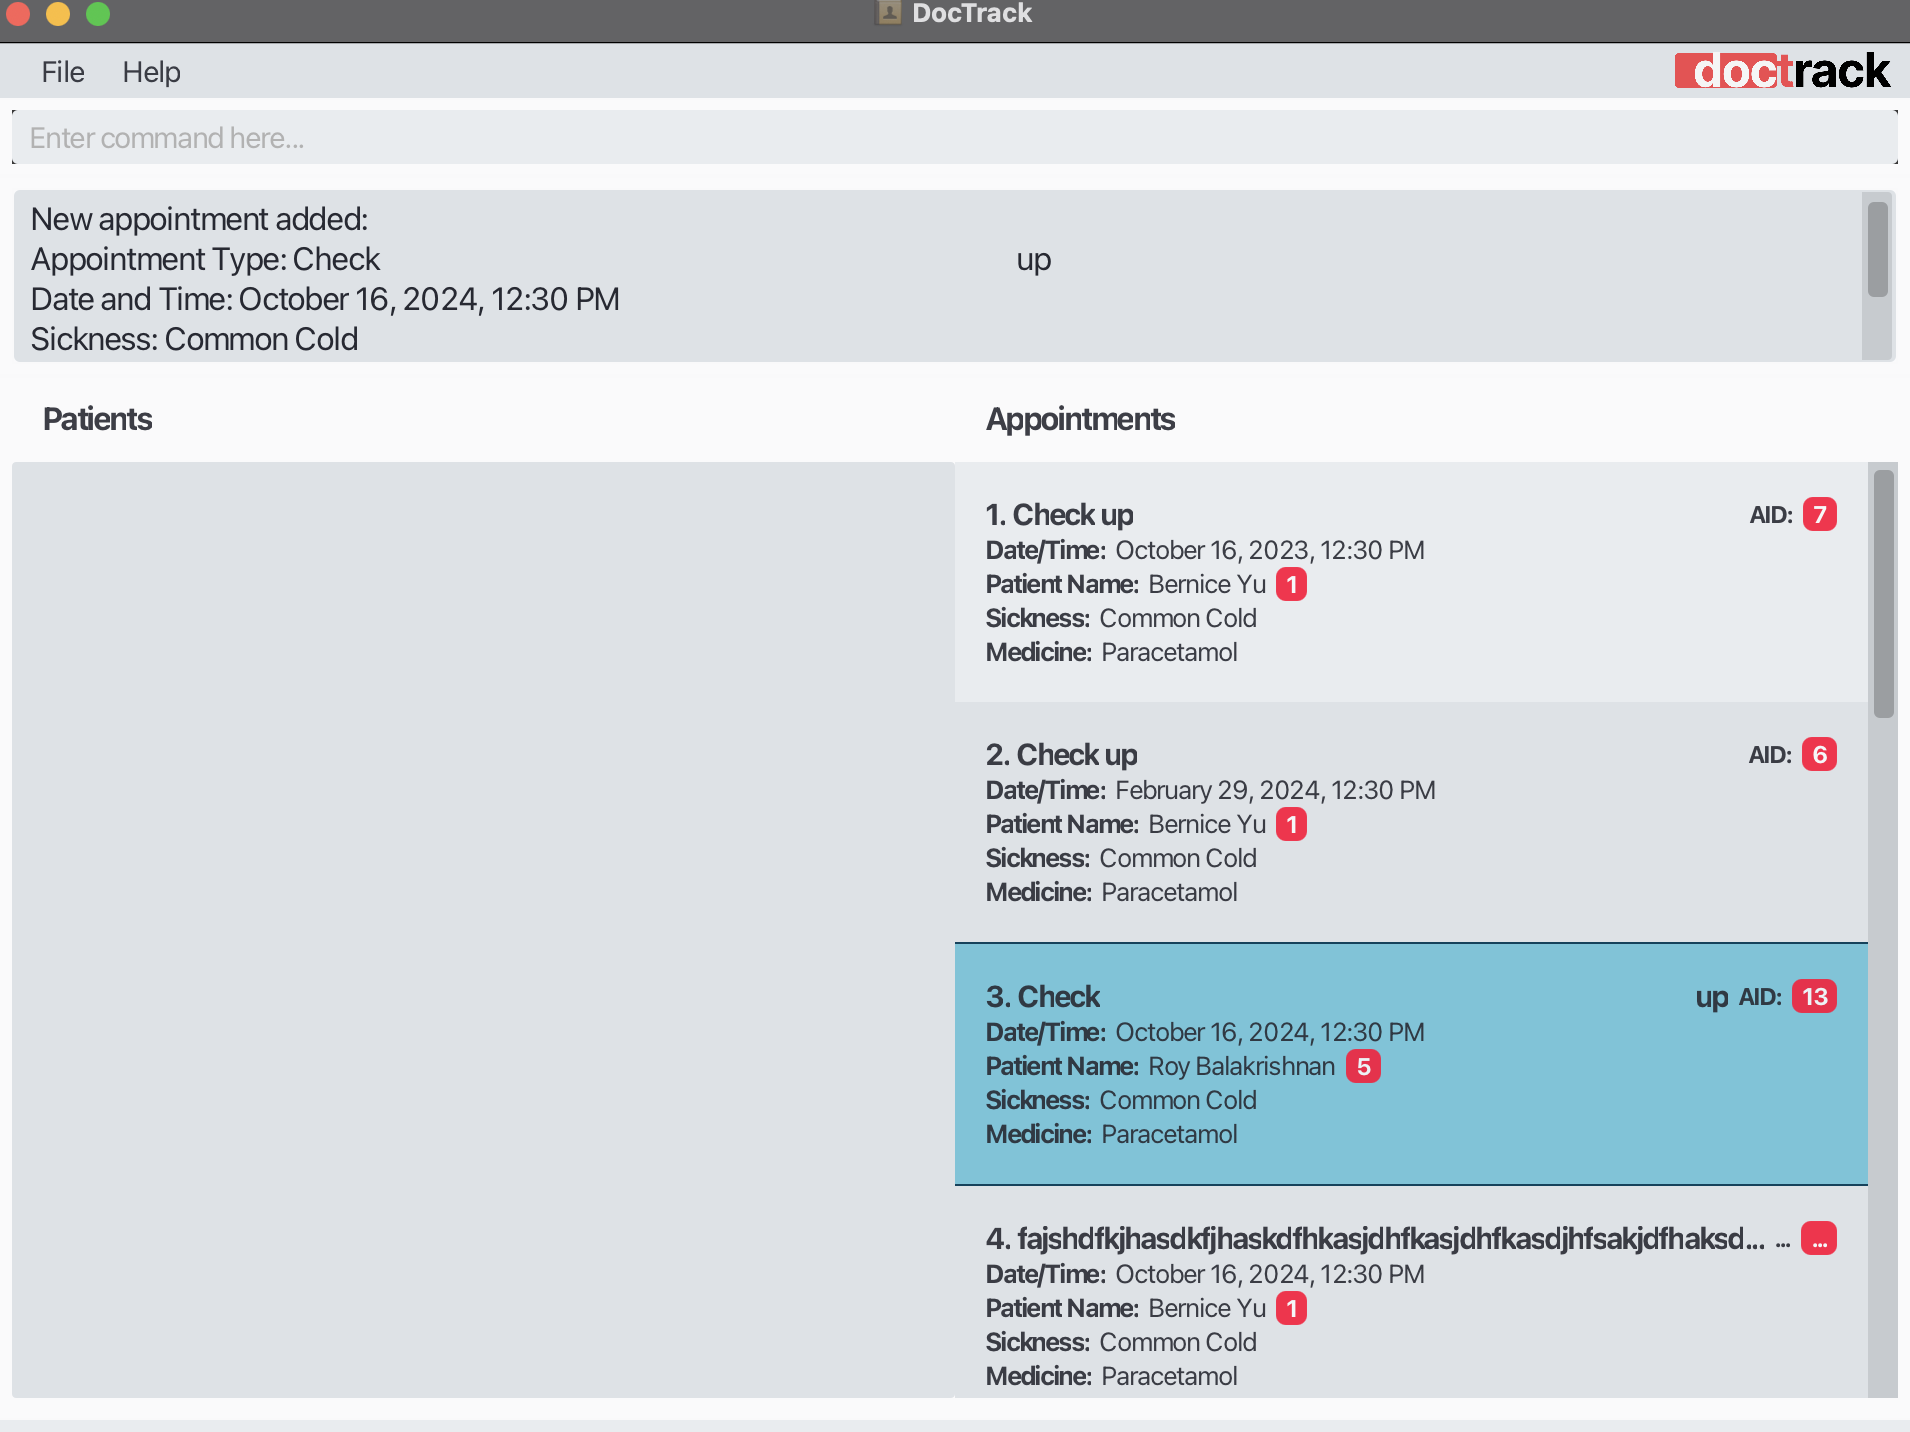 DocTrack
File Help
doctrack
Enter command here...
New appointment added:
Appointment Type: Check up
Date and Time: October 16, 2024, 12:30 PM
Sickness: Common Cold
Patients
Appointments
1. Check up AID: 7
Date/Time: October 16, 2023, 12:30 PM
Patient Name: Bernice Yu 1
Sickness: Common Cold
Medicine: Paracetamol
2. Check up AID: 6
Date/Time: February 29, 2024, 12:30 PM
Patient Name: Bernice Yu 1
Sickness: Common Cold
Medicine: Paracetamol
3. Check up AID: 13
Date/Time: October 16, 2024, 12:30 PM
Patient Name: Roy Balakrishnan 5
Sickness: Common Cold
Medicine: Paracetamol
4. fajshdfkjhasdkfjhaskdfhkasjdhfkasjdhfkasdjhfsakjdfhaksd... ... ...
Date/Time: October 16, 2024, 12:30 PM
Patient Name: Bernice Yu 1
Sickness: Common Cold
Medicine: Paracetamol